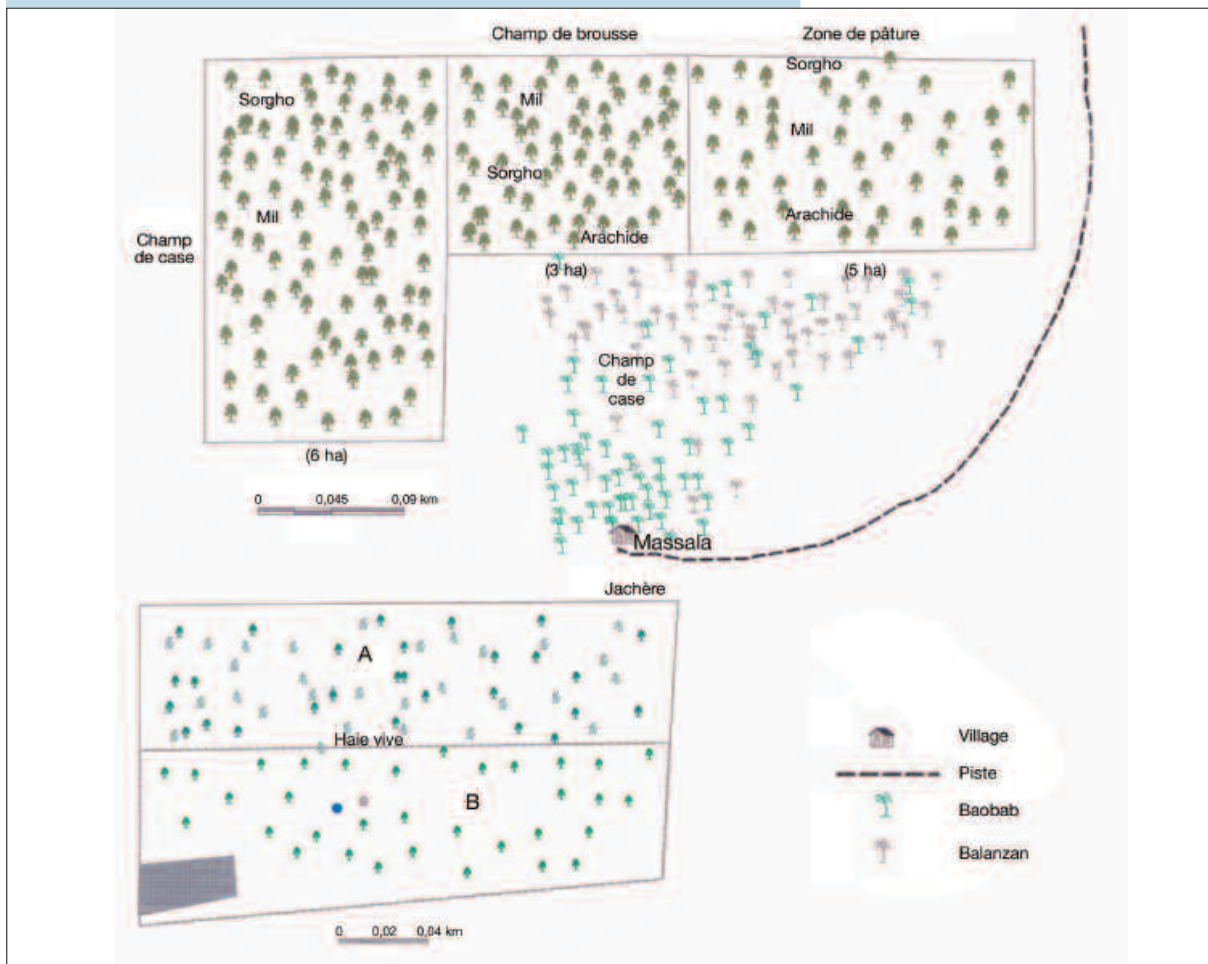 Champ de brousse
Zone de pâture
Sorgho
Sorgho
Mil
Mil
Sorgho
Mil
Arachide
Arachide
Champ
de case
(3 ha)
(5 ha)
Champ
de
case
(6 ha)
0 0,045 0,09 km
Massala
Jachère
A
Haie vive
B
Village
Piste
Baobab
Balanzan
0 0,02 0,04 km